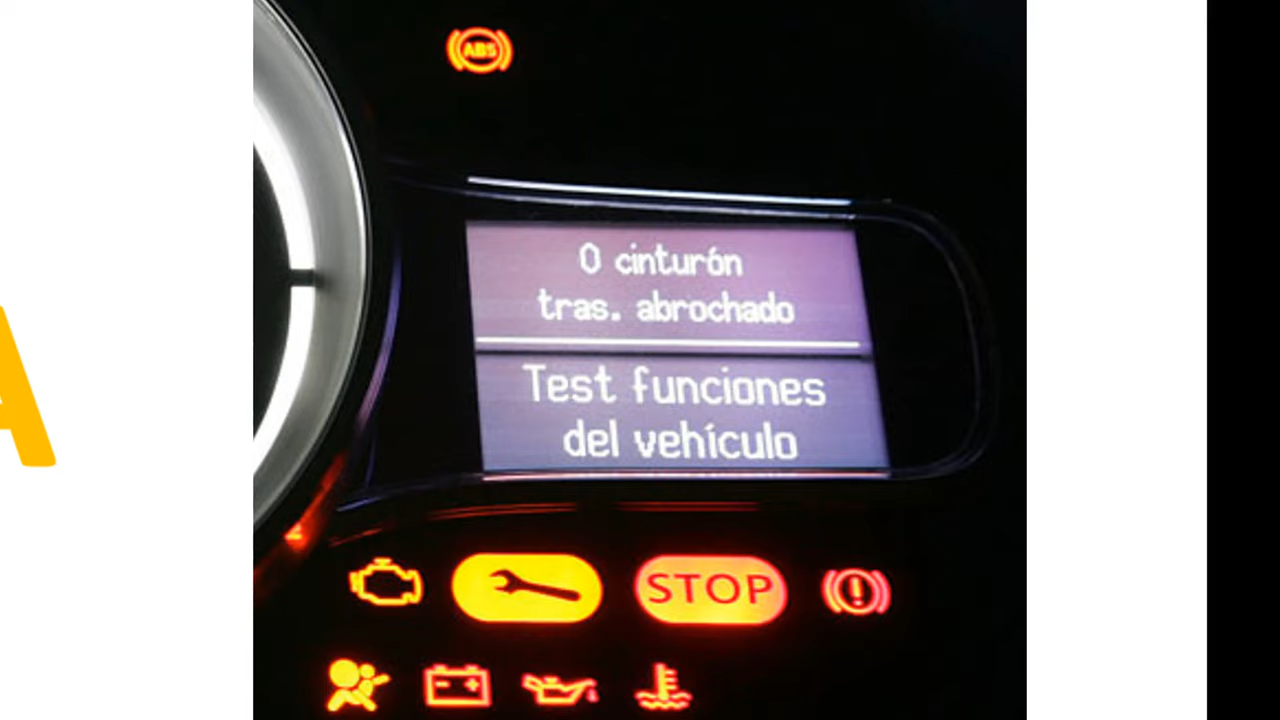 ABS
0 cinturón
tras. abrochado
Test funciones
del vehículo
STOP
A